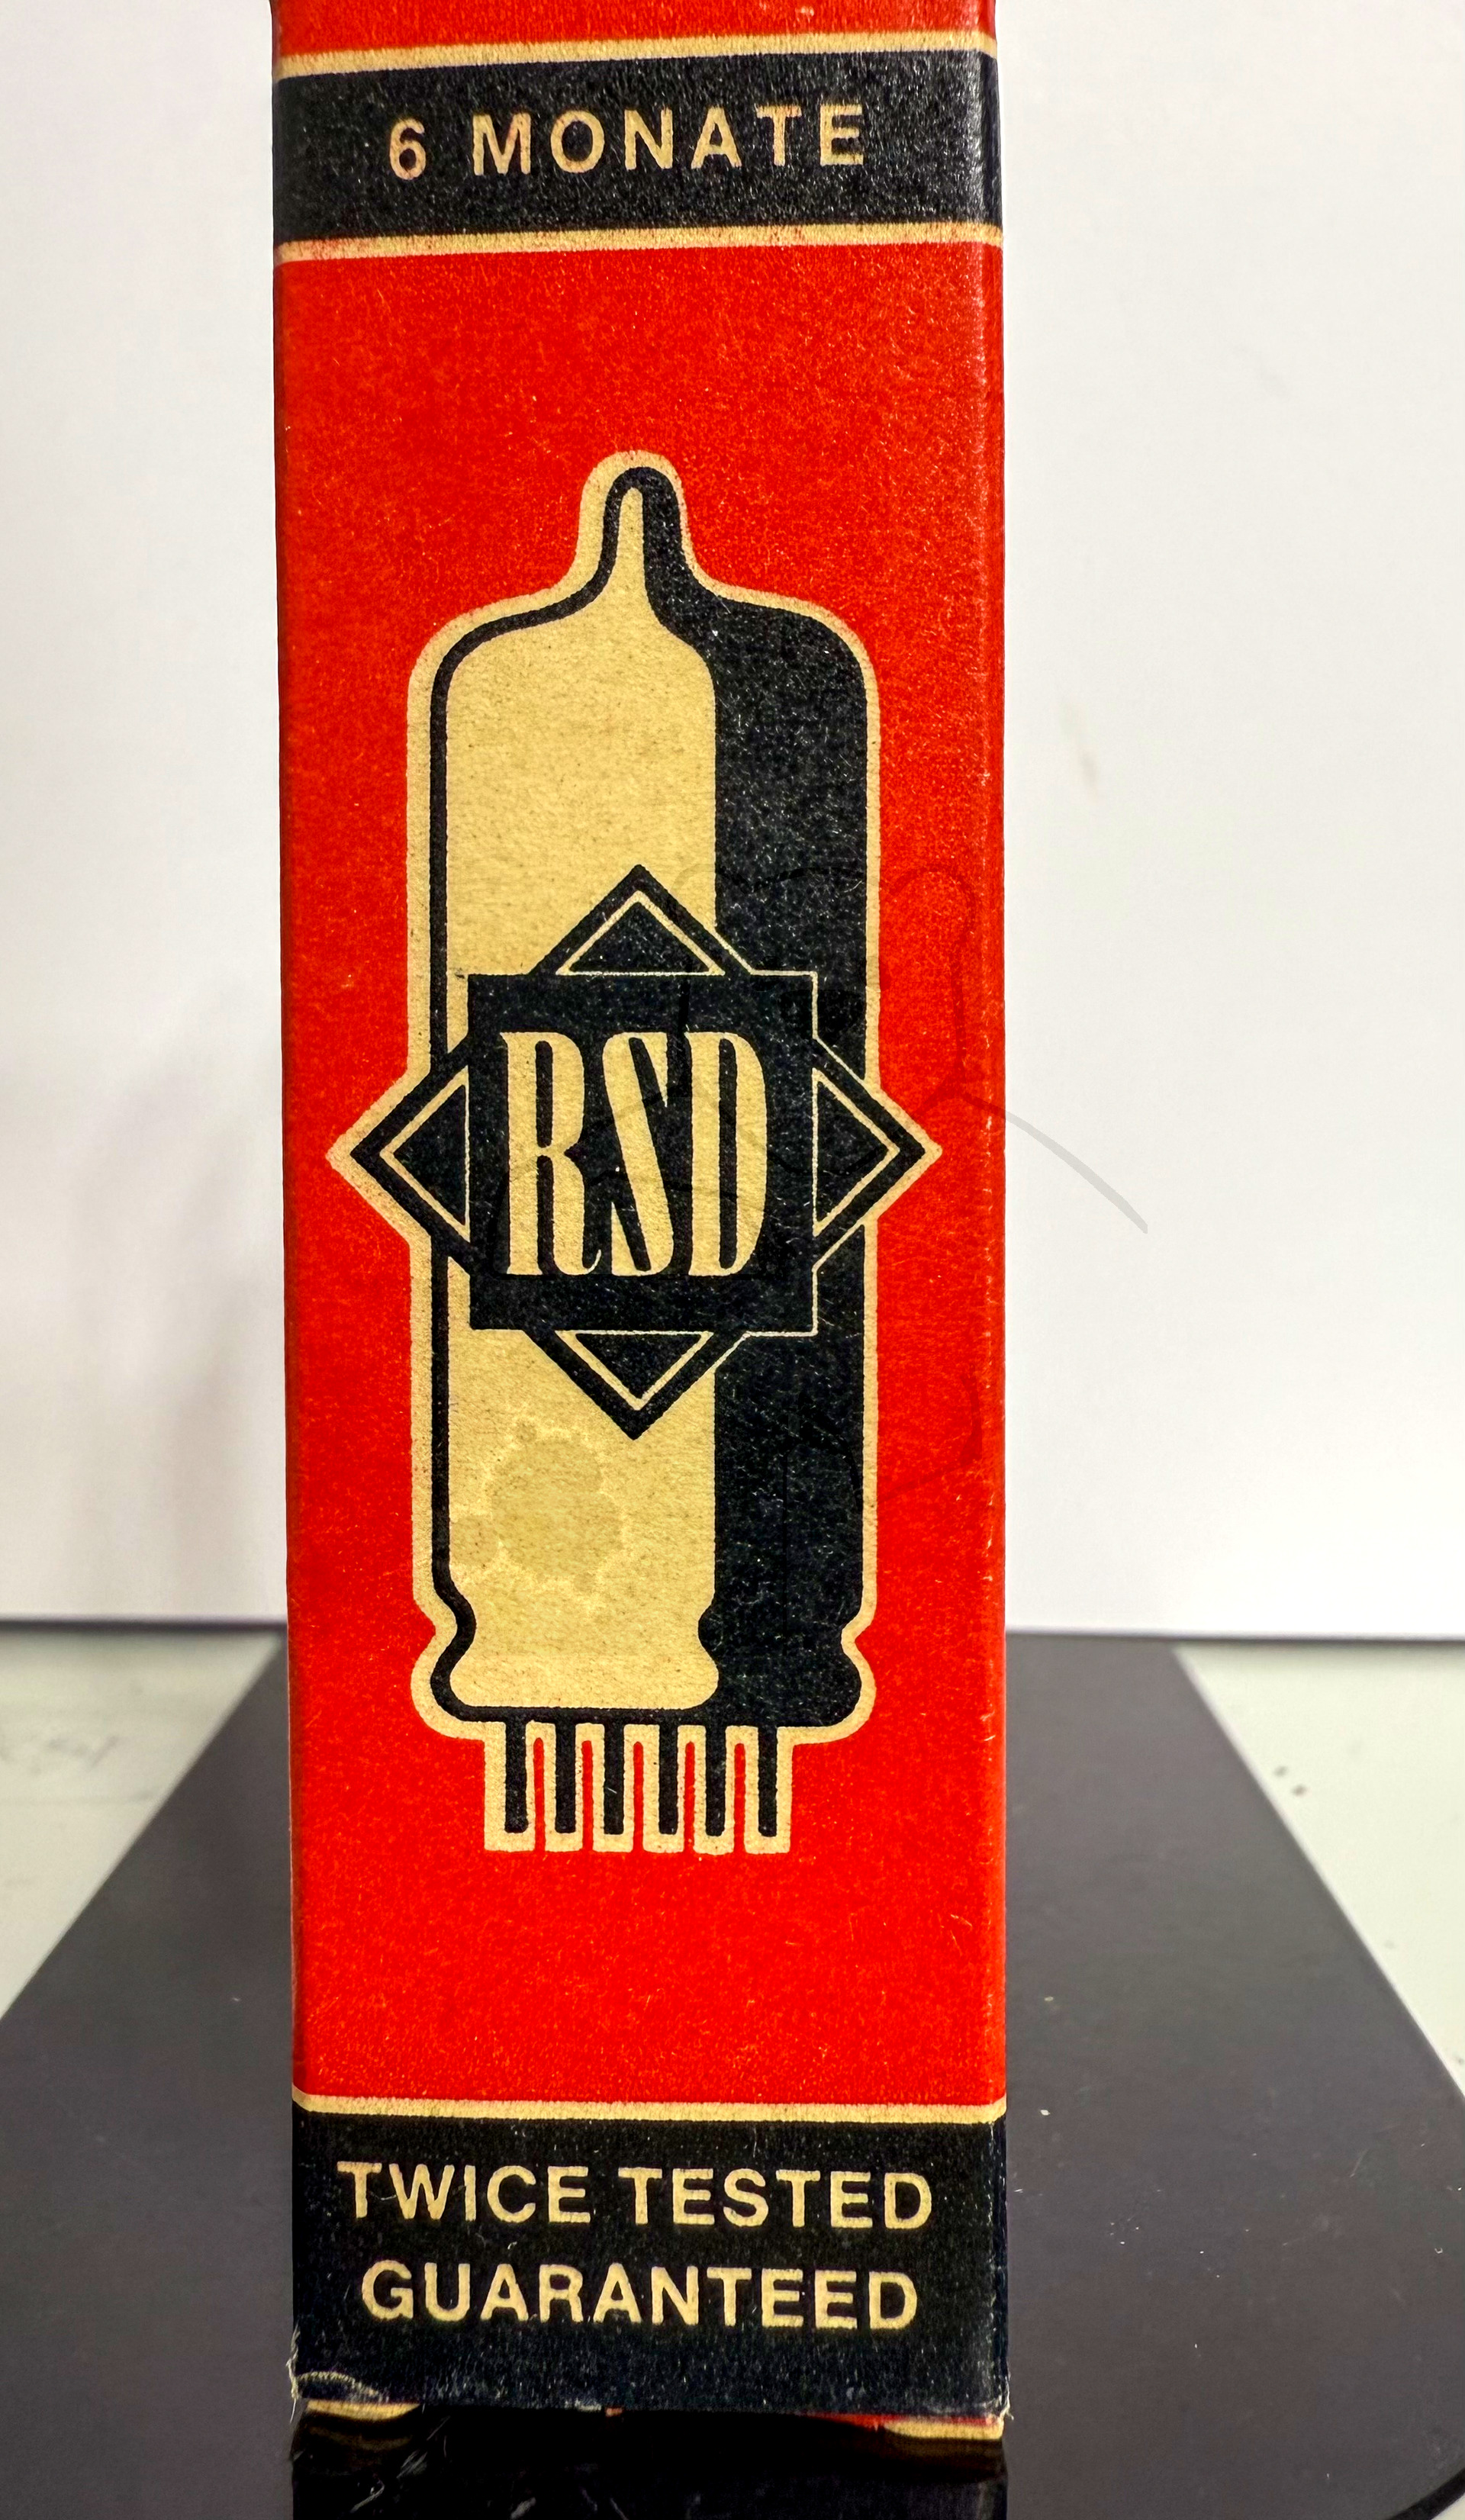 6 MONATE
RSD
TWICE TESTED
GUARANTEED